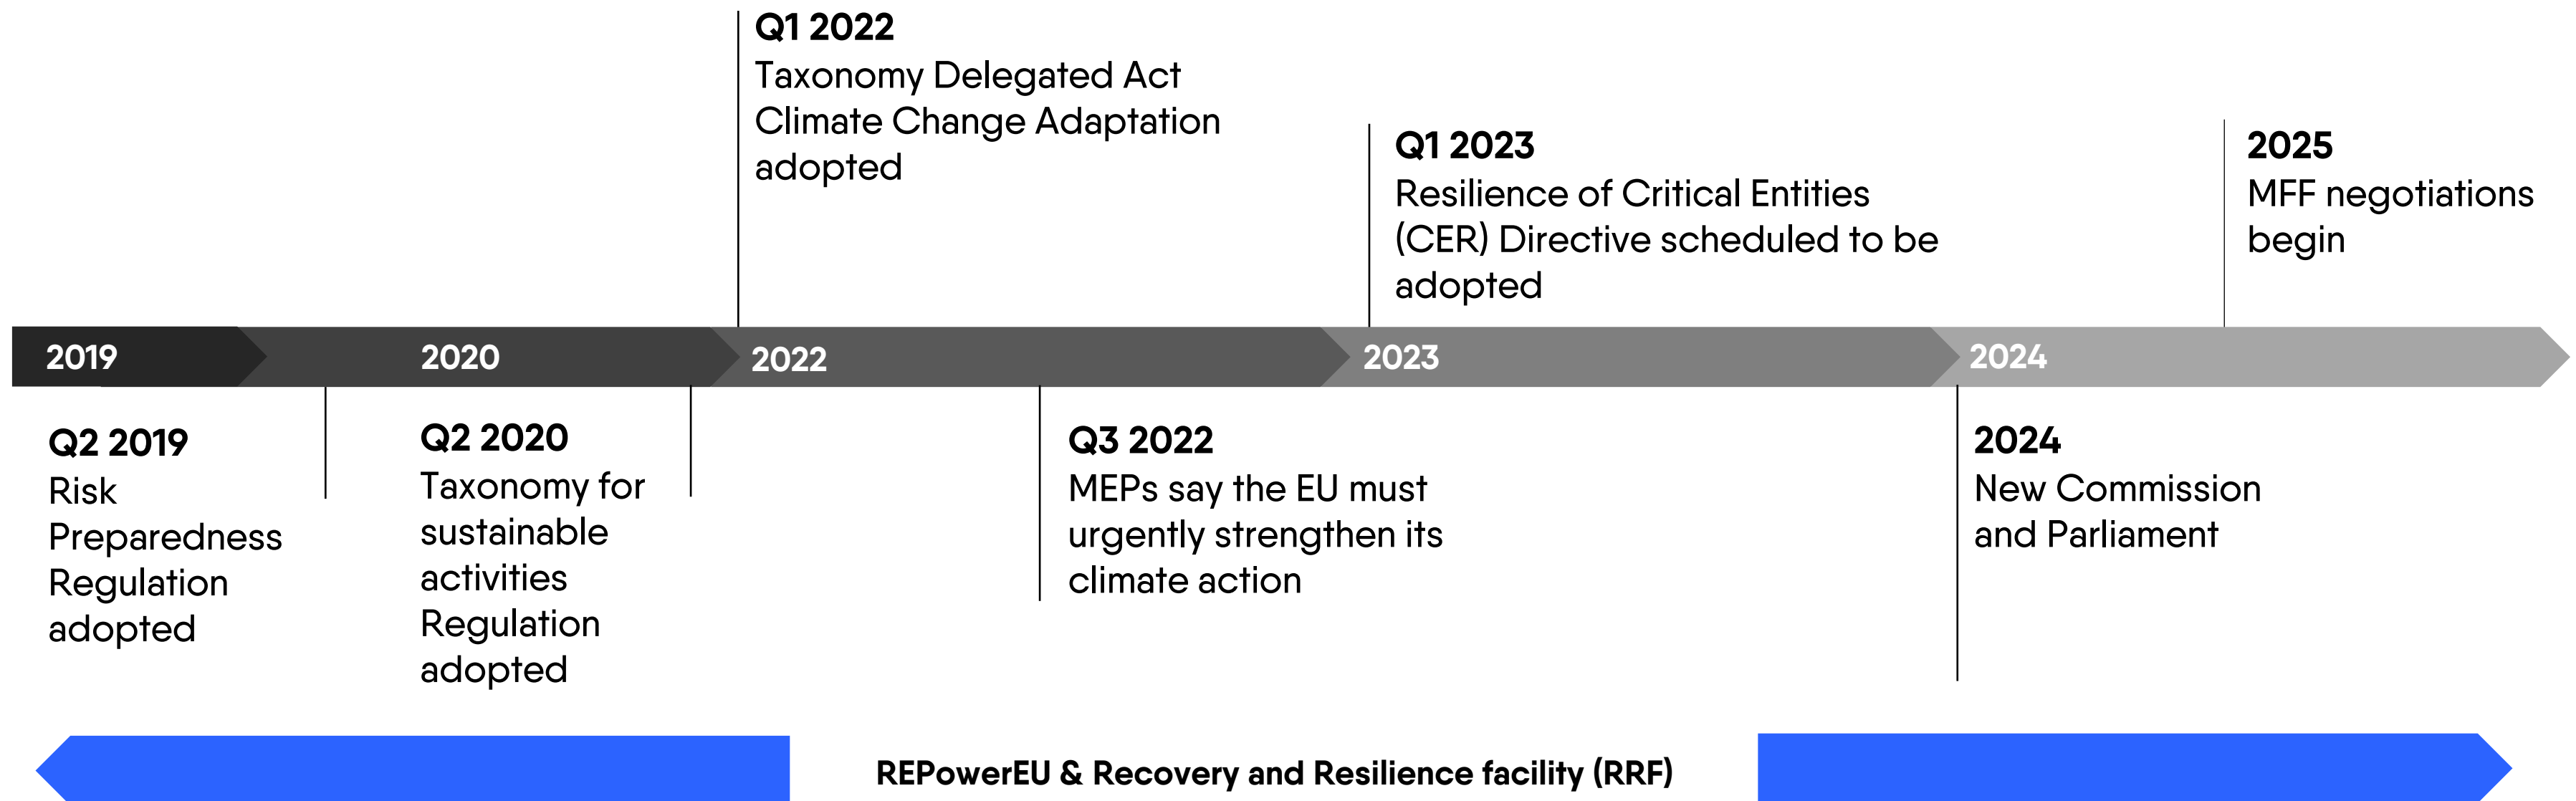 Q1 2022
Taxonomy Delegated Act
Climate Change Adaptation
adopted
Q1 2023
Resilience of Critical Entities
(CER) Directive scheduled to be
adopted
2025
MFF negotiations
begin
2019
2020
2022
2023
2024
Q2 2019
Risk
Preparedness
Regulation
adopted
Q2 2020
Taxonomy for
sustainable
activities
Regulation
adopted
Q3 2022
MEPs say the EU must
urgently strengthen its
climate action
2024
New Commission
and Parliament
REPowerEU & Recovery and Resilience facility (RRF)